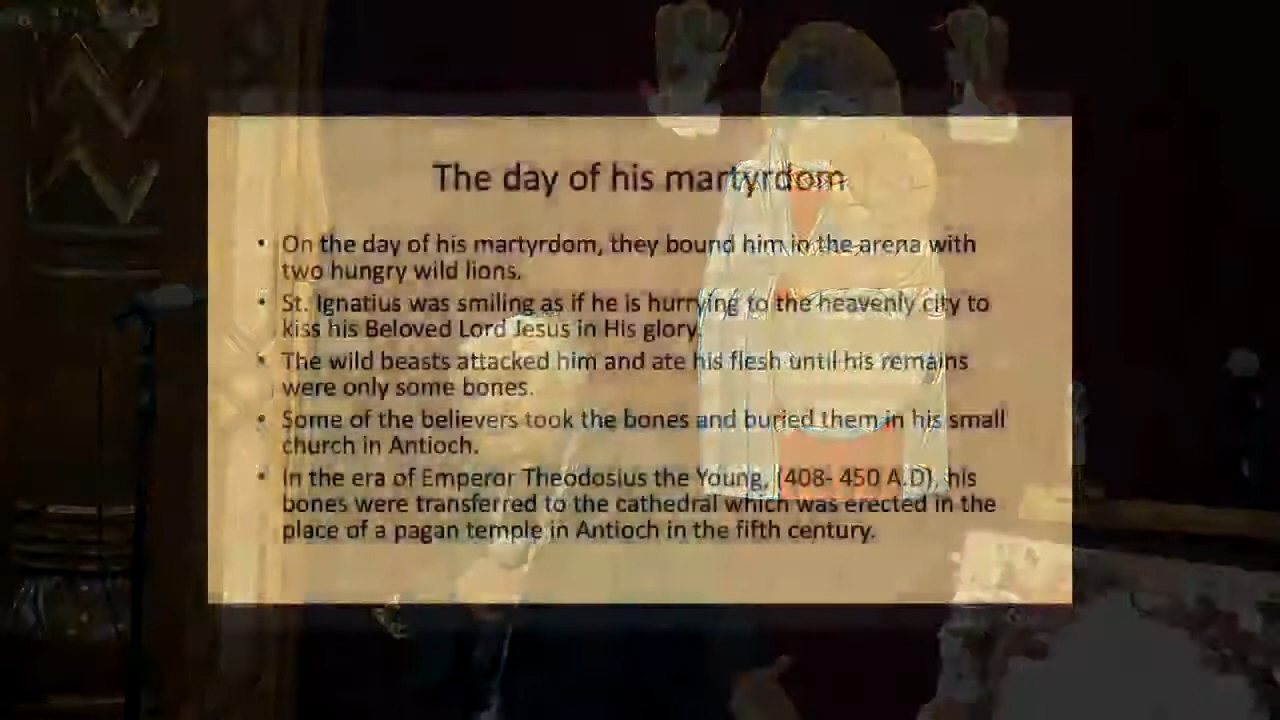 The day of his martyrdom
• On the day of his martyrdom, they bound him in the arena with
two hungry wild lions.
• St. Ignatius was smiling as if he is hurrying to the heavenly city to
kiss his Beloved Lord Jesus in His glory.
• The wild beasts attacked him and ate his flesh until his remains
were only some bones.
• Some of the believers took the bones and buried them in his small
church in Antioch.
• In the era of Emperor Theodosius the Young, (408- 450 A.D), his
bones were transferred to the cathedral which was erected in the
place of a pagan temple in Antioch in the fifth century.